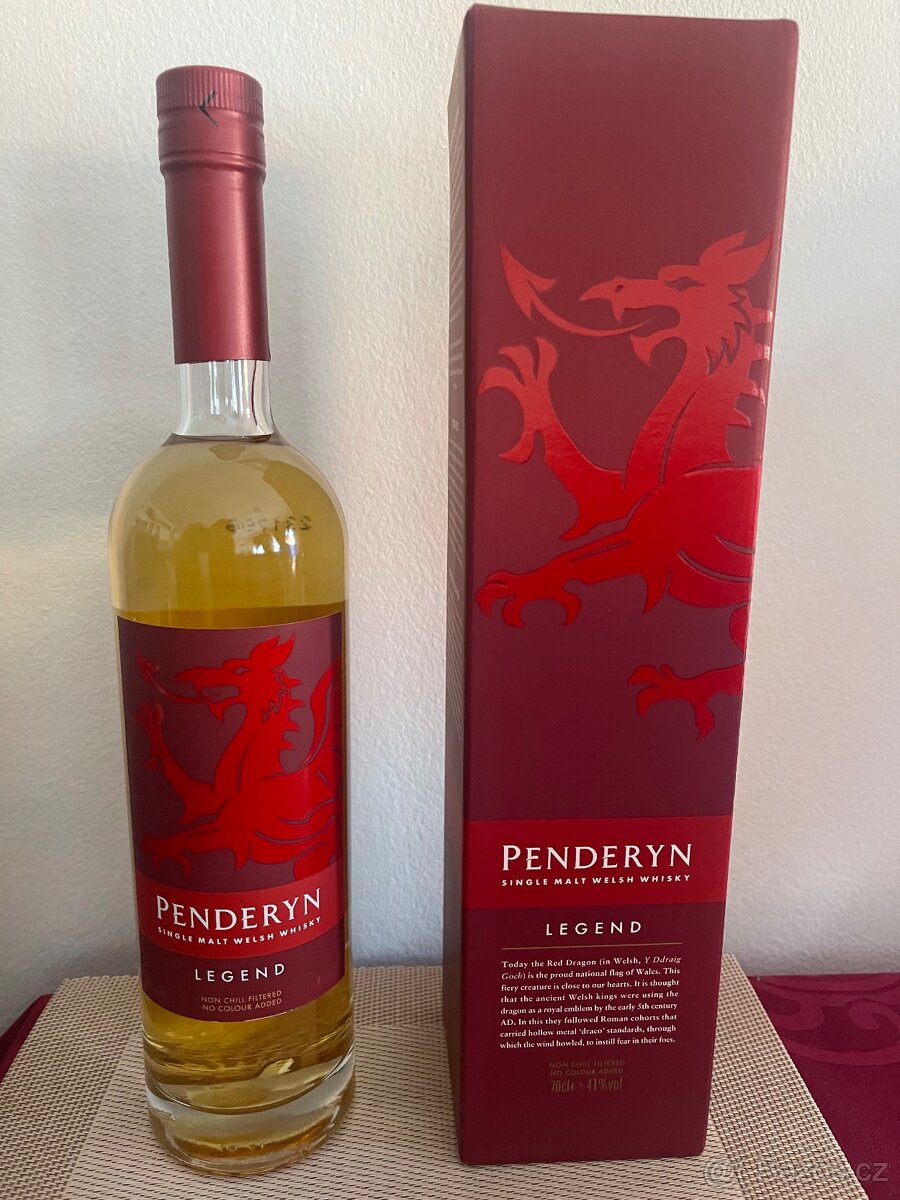 PENDERYN
SINGLE MALT WELSH WHISKY
LEGEND
NON CHILL FILTERED
NO COLOUR ADDED
PENDERYN
SINGLE MALT WELSH WHISKY
LEGEND
Today the Red Dragon (in Welsh, Y Ddraig
Goch) is the proud national flag of Wales. This
fiery creature is close to our hearts. It is thought
that the ancient Welsh kings were using the
dragon as a royal emblem by the early 5th century
AD. In this they followed Roman cohorts that
carried hollow metal ‘draco’ standards, through
which the wind howled, to instill fear in their foes.
NON CHILL FILTERED
NO COLOUR ADDED
70cl e • 41%vol